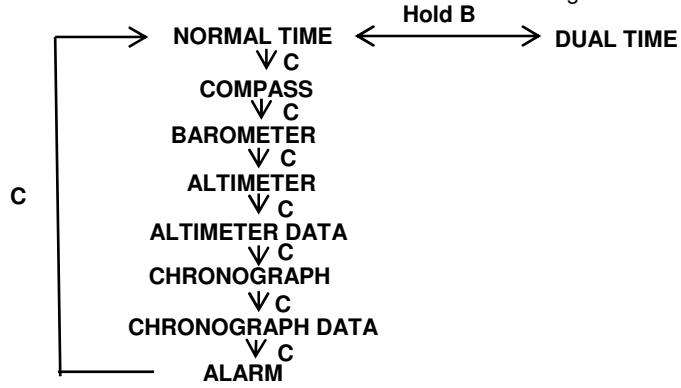 Hold B
NORMAL TIME
DUAL TIME
C
COMPASS
C
BAROMETER
C
ALTIMETER
C
C
ALTIMETER DATA
C
CHRONOGRAPH
C
CHRONOGRAPH DATA
C
ALARM